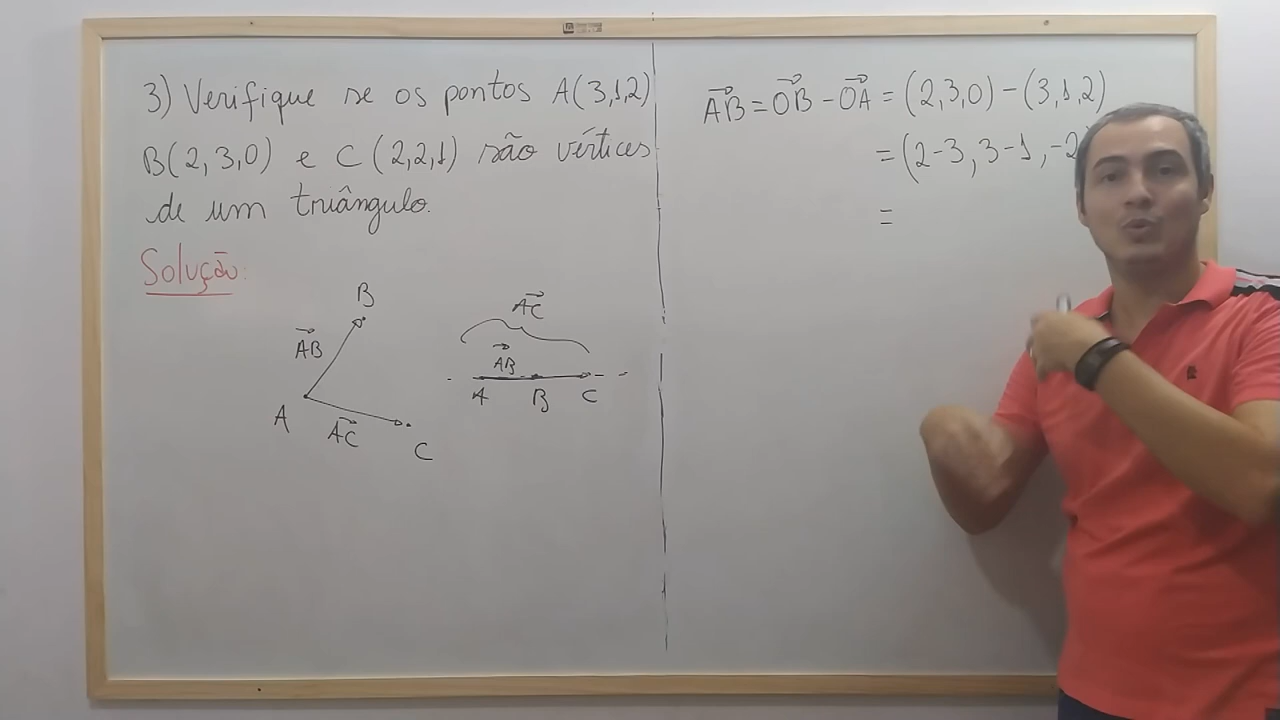 3) Verifique se os pontos A(3,1,2)
B(2,3,0) e C(2,2,1) são vértices
de um triângulo.
Solução:
B
AB→
A
AC→
C
AC→
AB→
A B C
AB→ = OB→ - OA→ = (2,3,0) - (3,1,2)
= (2-3, 3-1, -2
=